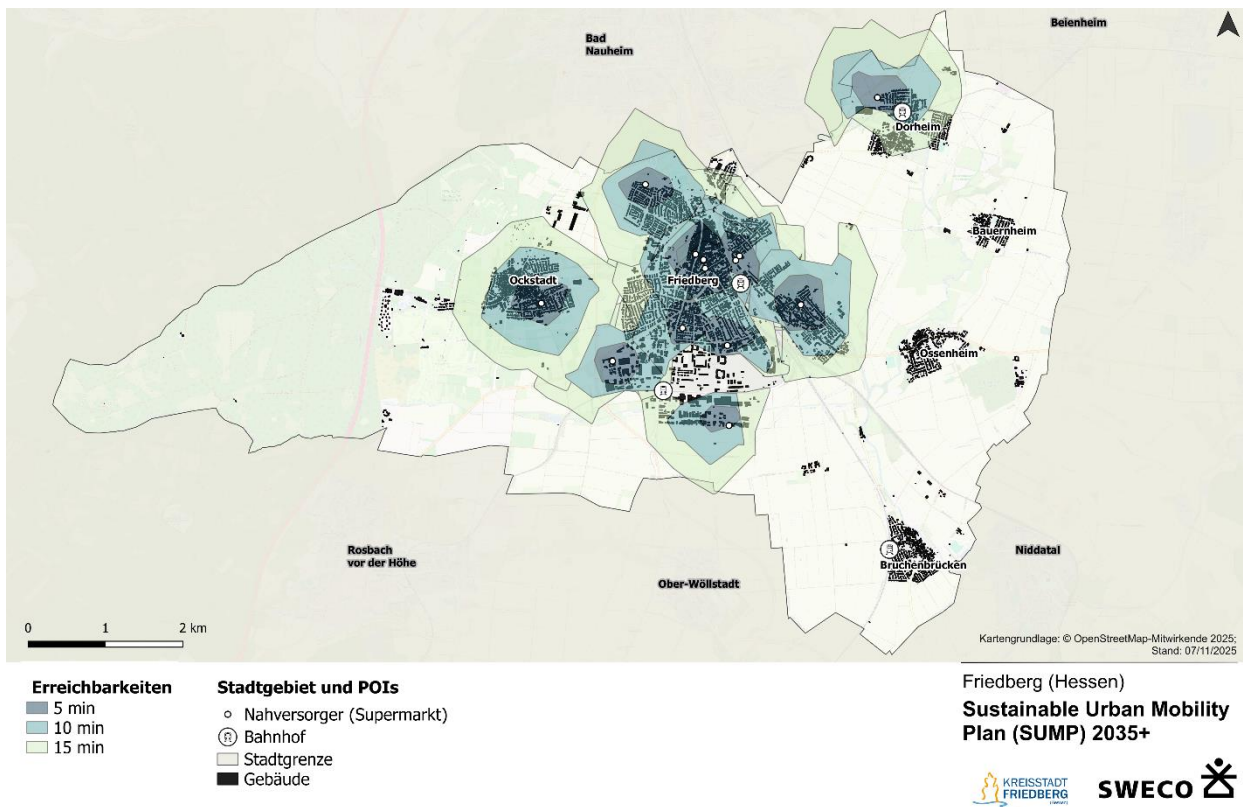 Bad
Nauheim
Beienheim
Dorheim
Bauernheim
Ockstadt
Friedberg
Ossenheim
Rosbach
vor der Höhe
Ober-Wöllstadt
Bruchenbrücken
Niddatal
0 1 2 km
Kartengrundlage: © OpenStreetMap-Mitwirkende 2025;
Stand: 07/11/2025
Erreichbarkeiten
5 min
10 min
15 min
Stadtgebiet und POIs
Nahversorger (Supermarkt)
Bahnhof
Stadtgrenze
Gebäude
Friedberg (Hessen)
Sustainable Urban Mobility
Plan (SUMP) 2035+
KREISSTADT
FRIEDBERG
SWECO